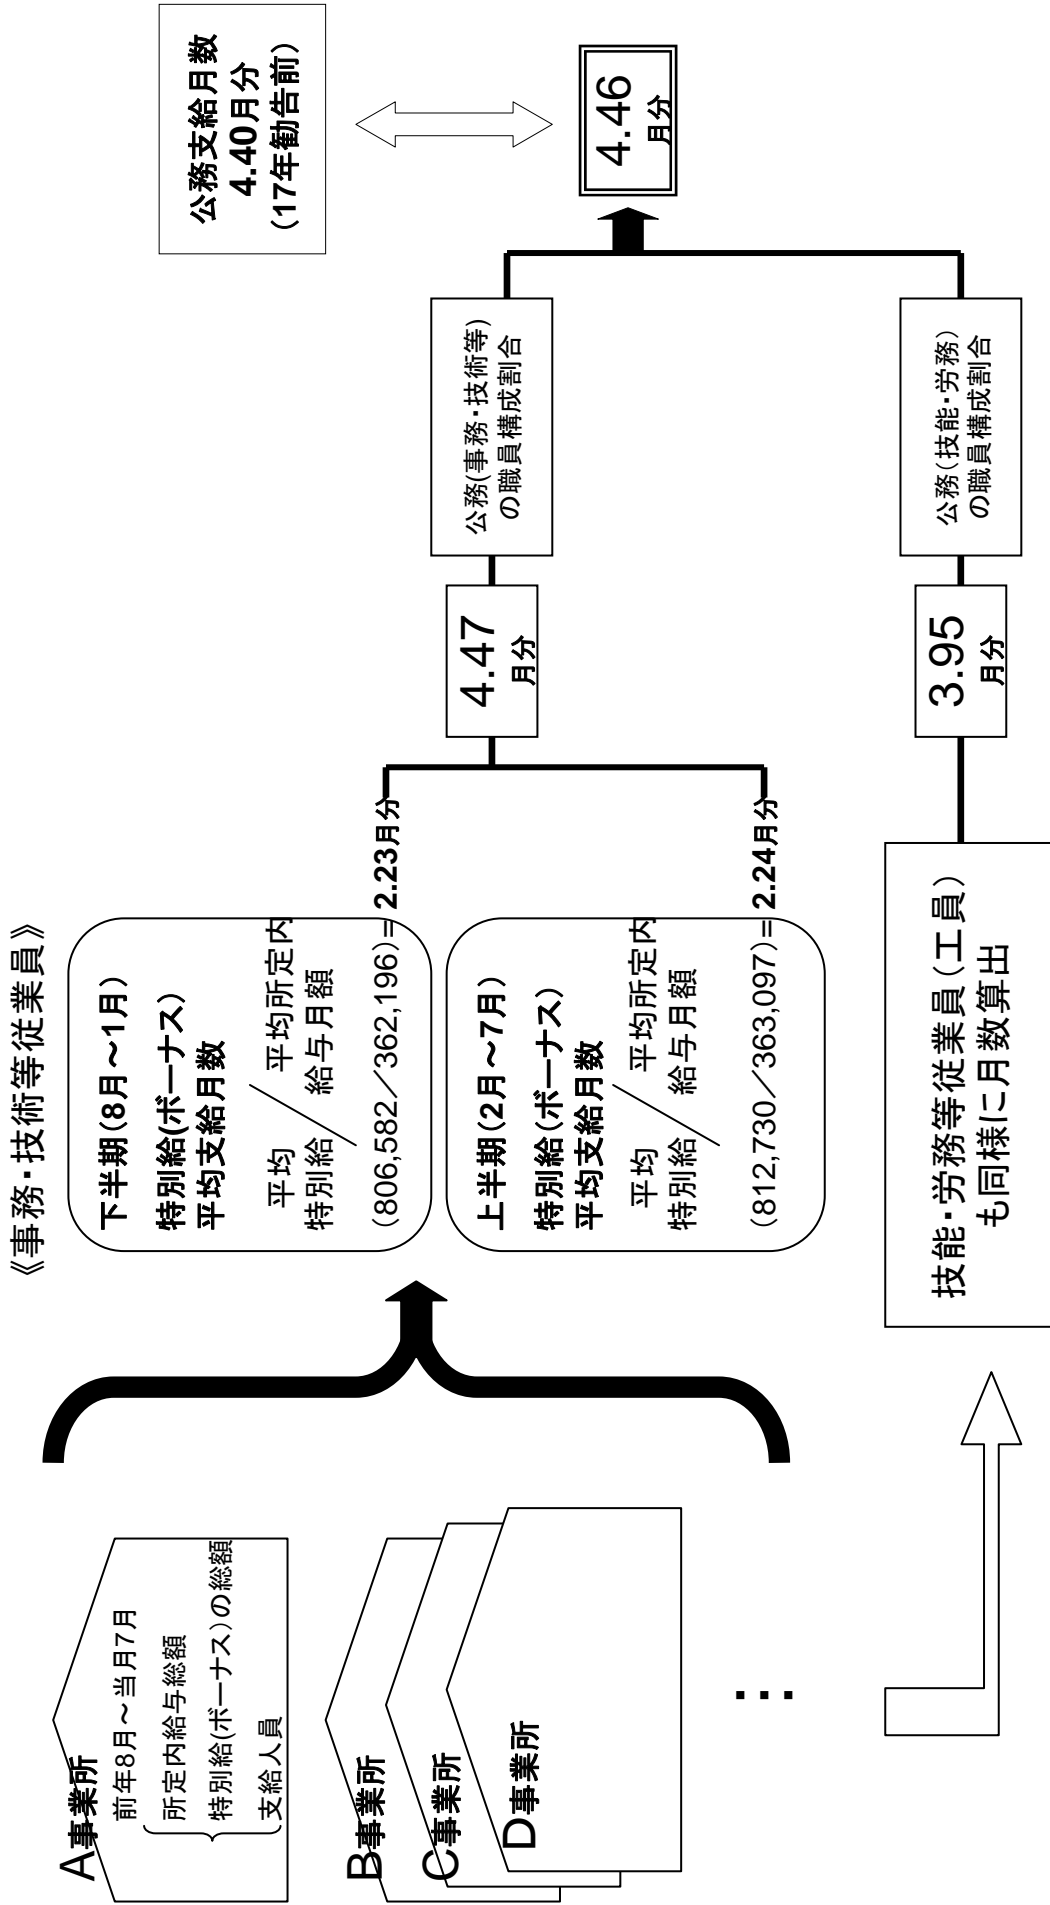 《事務・技術等従業員》
A事業所
前年8月～当月7月
所定内給与総額
特別給(ボーナス)の総額
支給人員
B事業所
C事業所
D事業所
…
下半期(8月～1月)
特別給(ボーナス)
平均支給月数
平均
特別給
／
平均所定内
給与月額
(806,582／362,196)= 2.23月分
上半期(2月～7月)
特別給(ボーナス)
平均支給月数
平均
特別給
／
平均所定内
給与月額
(812,730／363,097)= 2.24月分
技能・労務等従業員(工員)
も同様に月数算出
4.47
月分
3.95
月分
公務(事務・技術等)
の職員構成割合
公務(技能・労務)
の職員構成割合
4.46
月分
公務支給月数
4.40月分
(17年勧告前)